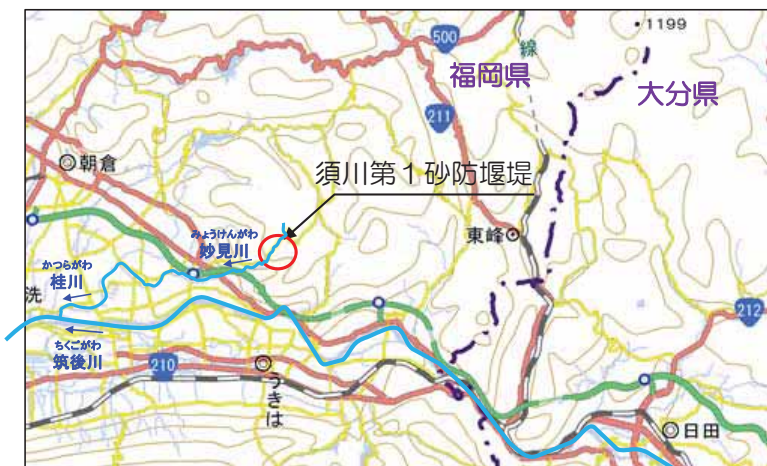 1199
500
線
福岡県
大分県
211
朝倉
須川第１砂防堰堤
みょうけんがわ
妙見川
東峰
かつらがわ
桂川
洗
212
ちくごがわ
筑後川
210
うきは
日田